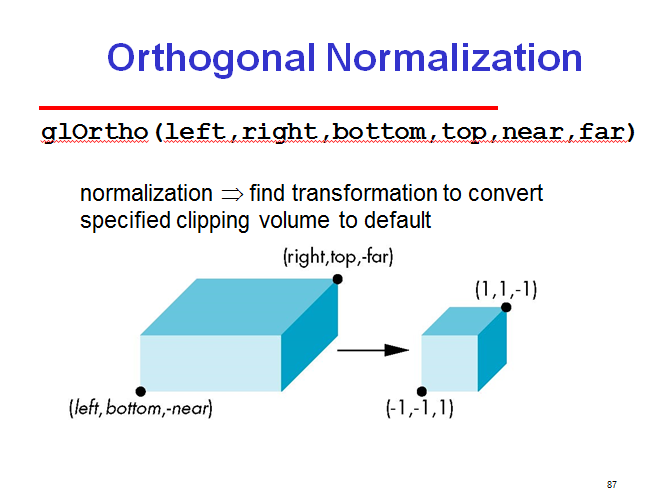 Orthogonal Normalization
glOrtho(left,right,bottom,top,near,far)
normalization ⇒ find transformation to convert
specified clipping volume to default
(right,top,-far)
(1,1,-1)
(left,bottom,-near)
(-1,-1,1)
87